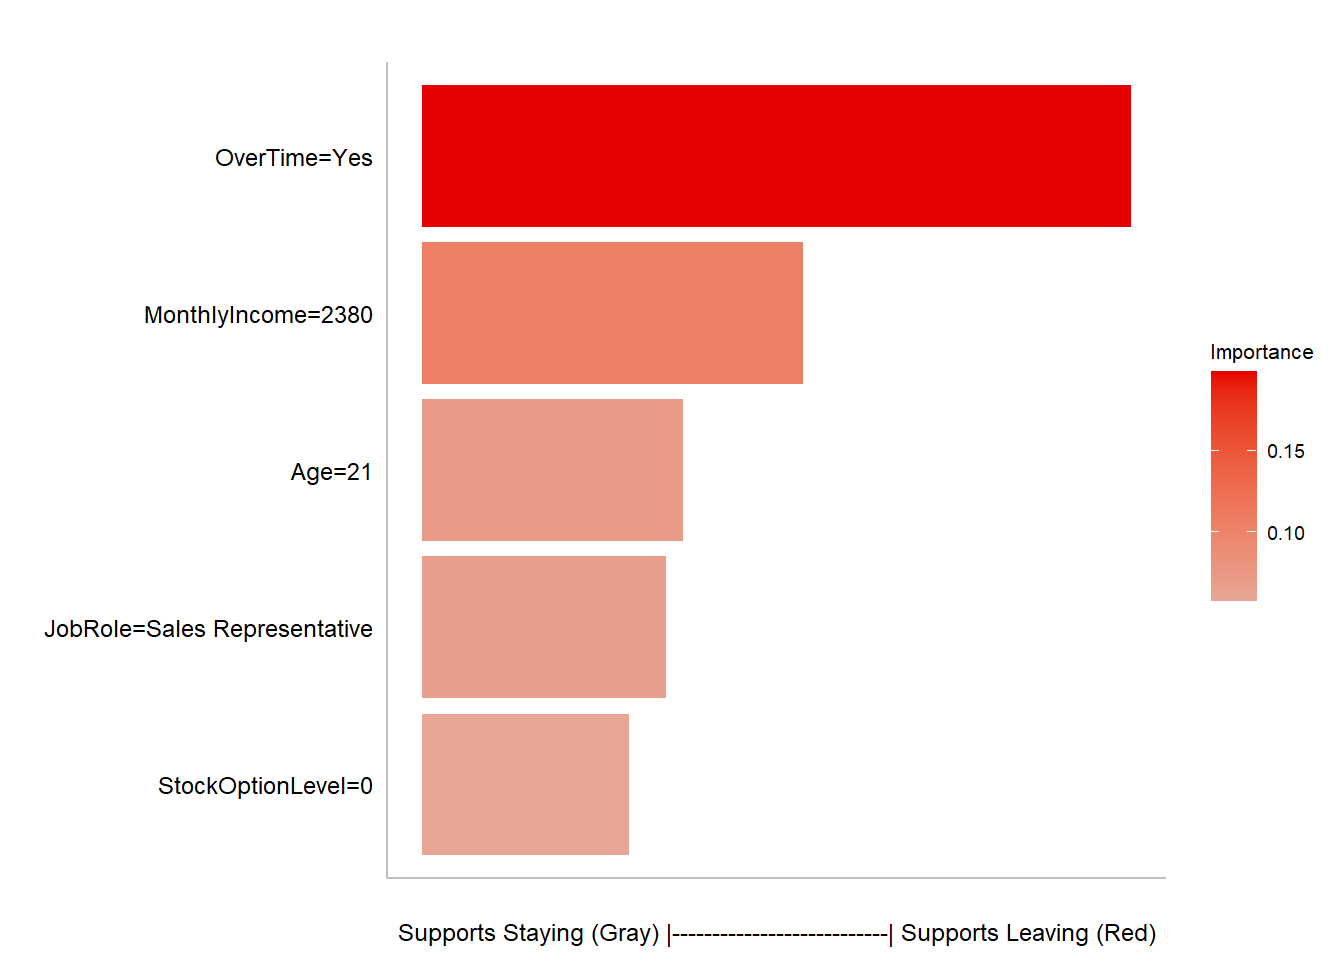 OverTime=Yes
MonthlyIncome=2380
Age=21
JobRole=Sales Representative
StockOptionLevel=0
Importance
0.15
0.10
Supports Staying (Gray) |---------------------------| Supports Leaving (Red)